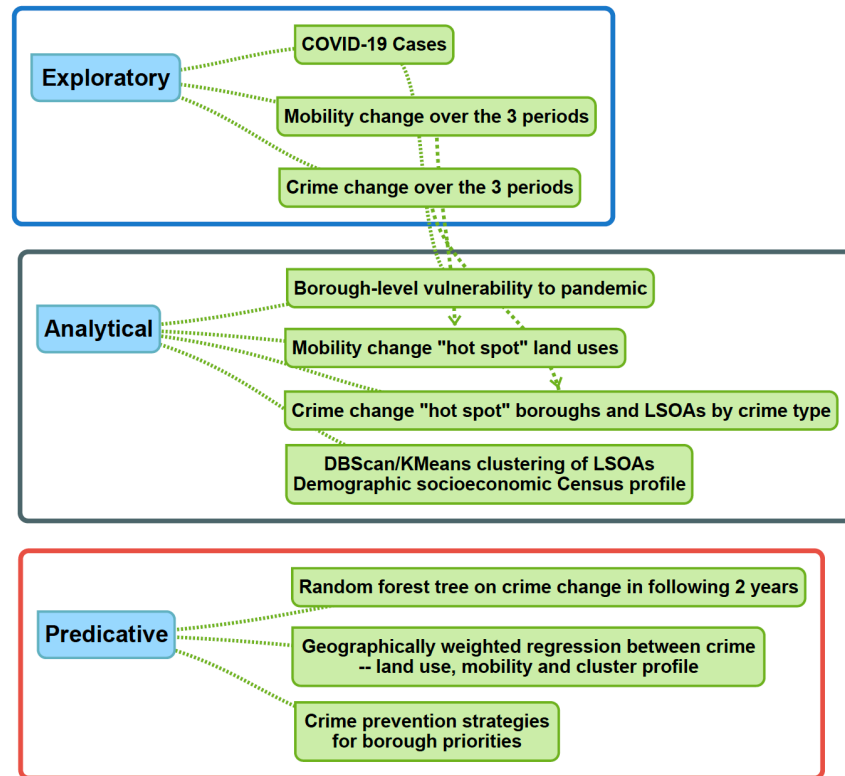 Exploratory
COVID-19 Cases
Mobility change over the 3 periods
Crime change over the 3 periods
Analytical
Borough-level vulnerability to pandemic
Mobility change "hot spot" land uses
Crime change "hot spot" boroughs and LSOAs by crime type
DBScan/KMeans clustering of LSOAs
Demographic socioeconomic Census profile
Predicative
Random forest tree on crime change in following 2 years
Geographically weighted regression between crime
-- land use, mobility and cluster profile
Crime prevention strategies
for borough priorities